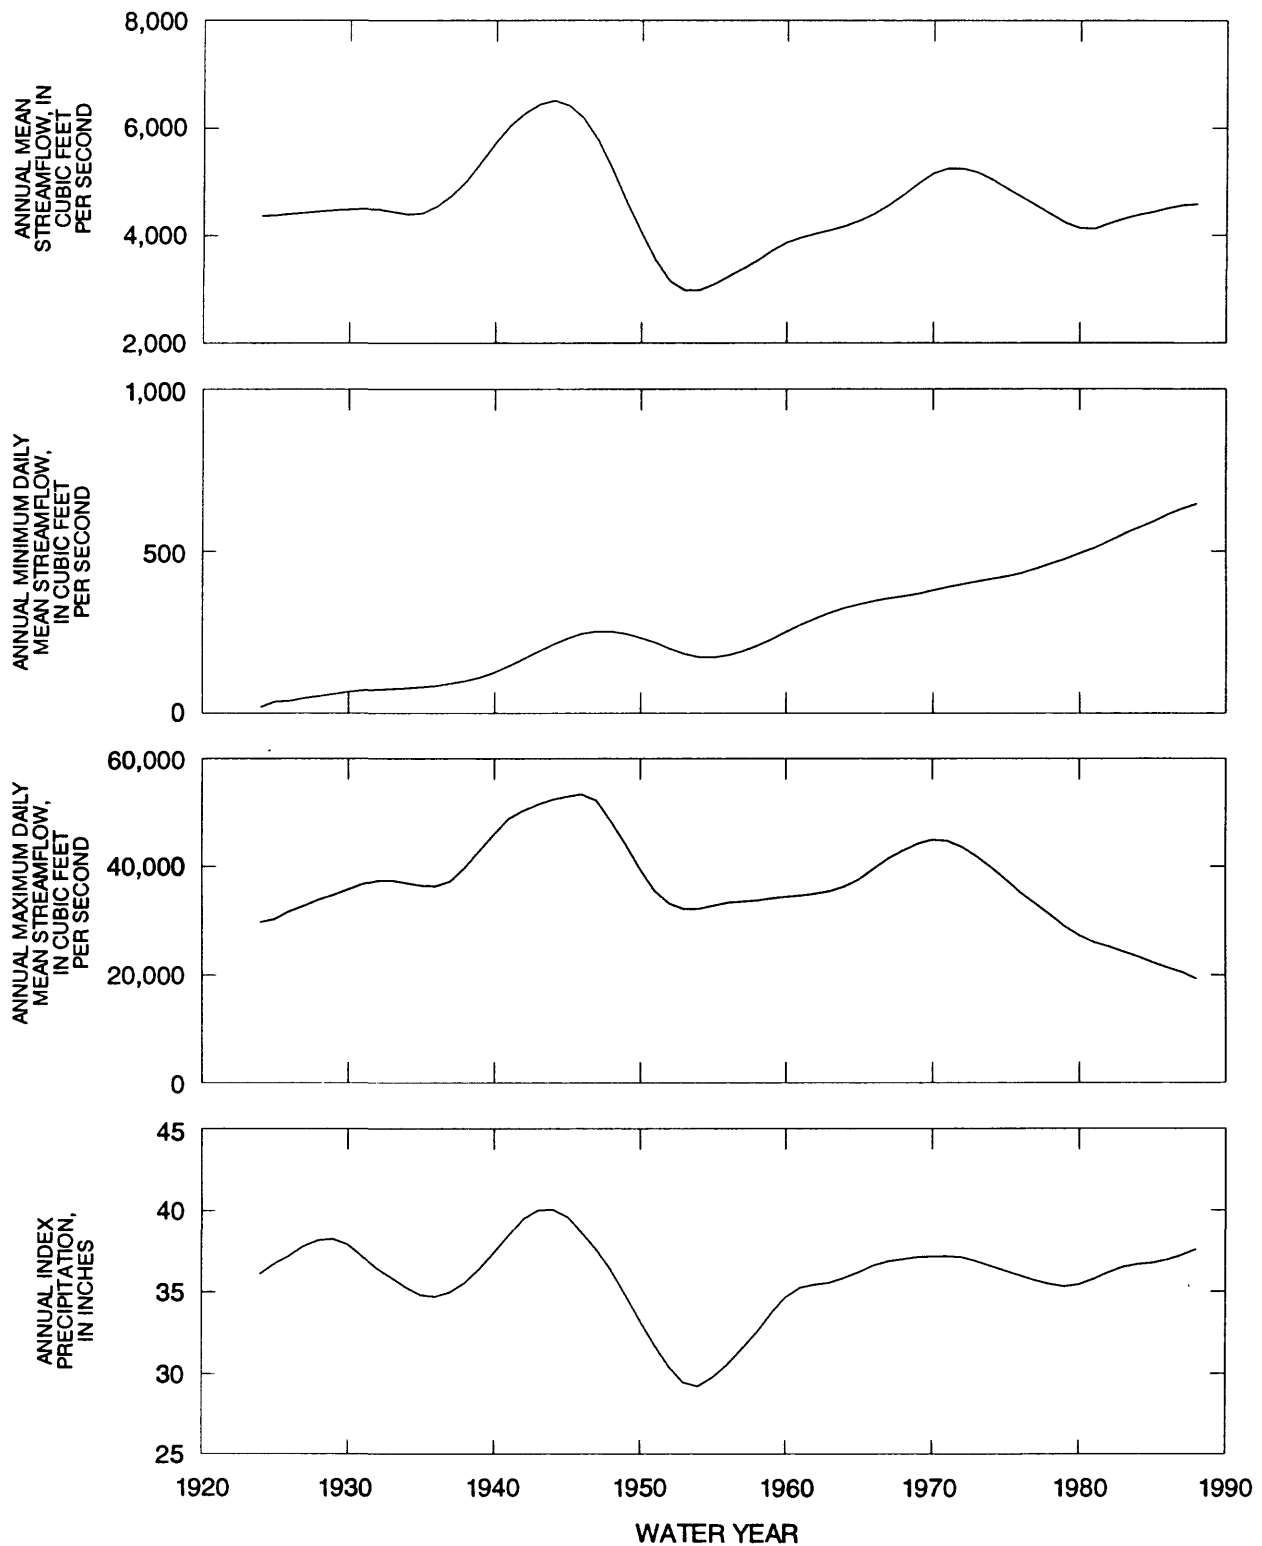 ANNUAL MEAN
STREAMFLOW, IN
CUBIC FEET
PER SECOND
8,000
6,000
4,000
2,000
ANNUAL MINIMUM DAILY
MEAN STREAMFLOW,
IN CUBIC FEET
PER SECOND
1,000
500
0
ANNUAL MAXIMUM DAILY
MEAN STREAMFLOW,
IN CUBIC FEET
PER SECOND
60,000
40,000
20,000
0
ANNUAL INDEX
PRECIPITATION,
IN INCHES
45
40
35
30
25
1920 1930 1940 1950 1960 1970 1980 1990
WATER YEAR